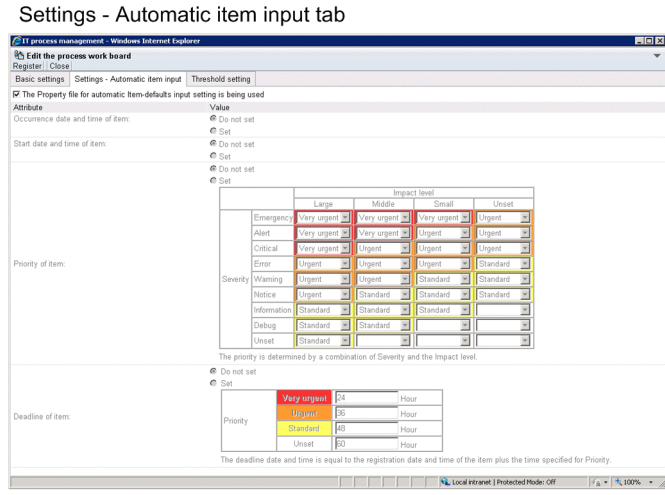 Settings - Automatic item input tab
IT process management - Windows Internet Explorer
Edit the process work board
Register Close
Basic settings Settings - Automatic item input Threshold setting
The Property file for automatic Item-defaults input setting is being used
Attribute Value
Occurrence date and time of item: Do not set
Set
Start date and time of item: Do not set
Set
Do not set
Set
Impact level
Large Middle Small Unset
Emergency Very urgent Very urgent Very urgent Urgent
Alert Very urgent Very urgent Urgent Urgent
Critical Very urgent Urgent Urgent Urgent
Priority of item: Error Urgent Urgent Urgent Standard
Severity Warning Urgent Urgent Standard Standard
Notice Urgent Standard Standard Standard
Information Standard Standard Standard
Debug Standard Standard
Unset Standard
The priority is determined by a combination of Severity and the Impact level.
Do not set
Set
Very urgent 24 Hour
Urgent 36 Hour
Deadline of item: Priority
Standard 48 Hour
Unset 60 Hour
The deadline date and time is equal to the registration date and time of the item plus the time specified for Priority.
Local intranet | Protected Mode: Off 100%